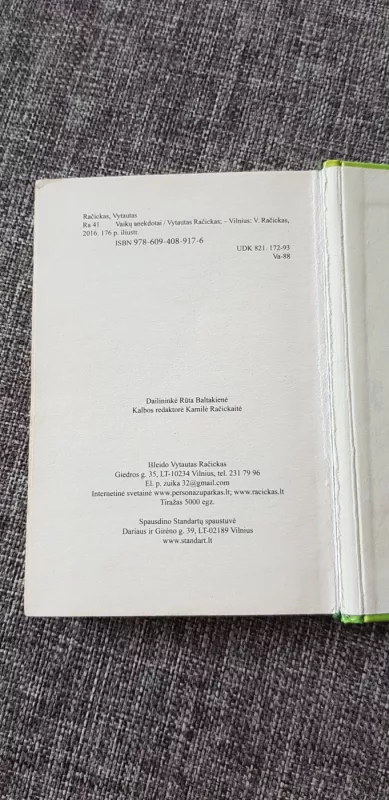 Račickas, Vytautas
Ra 41 Vaikų anekdotai / Vytautas Račickas; – Vilnius: V. Račickas,
2016. 176 p. iliustr.
ISBN 978-609-408-917-6
UDK 821. 172-93
Va-88
Dailininkė Rūta Baltakienė
Kalbos redaktorė Kamilė Račickaitė
Išleido Vytautas Račickas
Giedros g. 35, LT-10234 Vilnius, tel. 231 79 96
El. p. zuika 32@gmail.com
Internetinė svetainė www.personazuparkas.lt; www.racickas.lt
Tiražas 5000 egz.
Spausdino Standartų spaustuvė
Dariaus ir Girėno g. 39, LT-02189 Vilnius
www.standart.lt